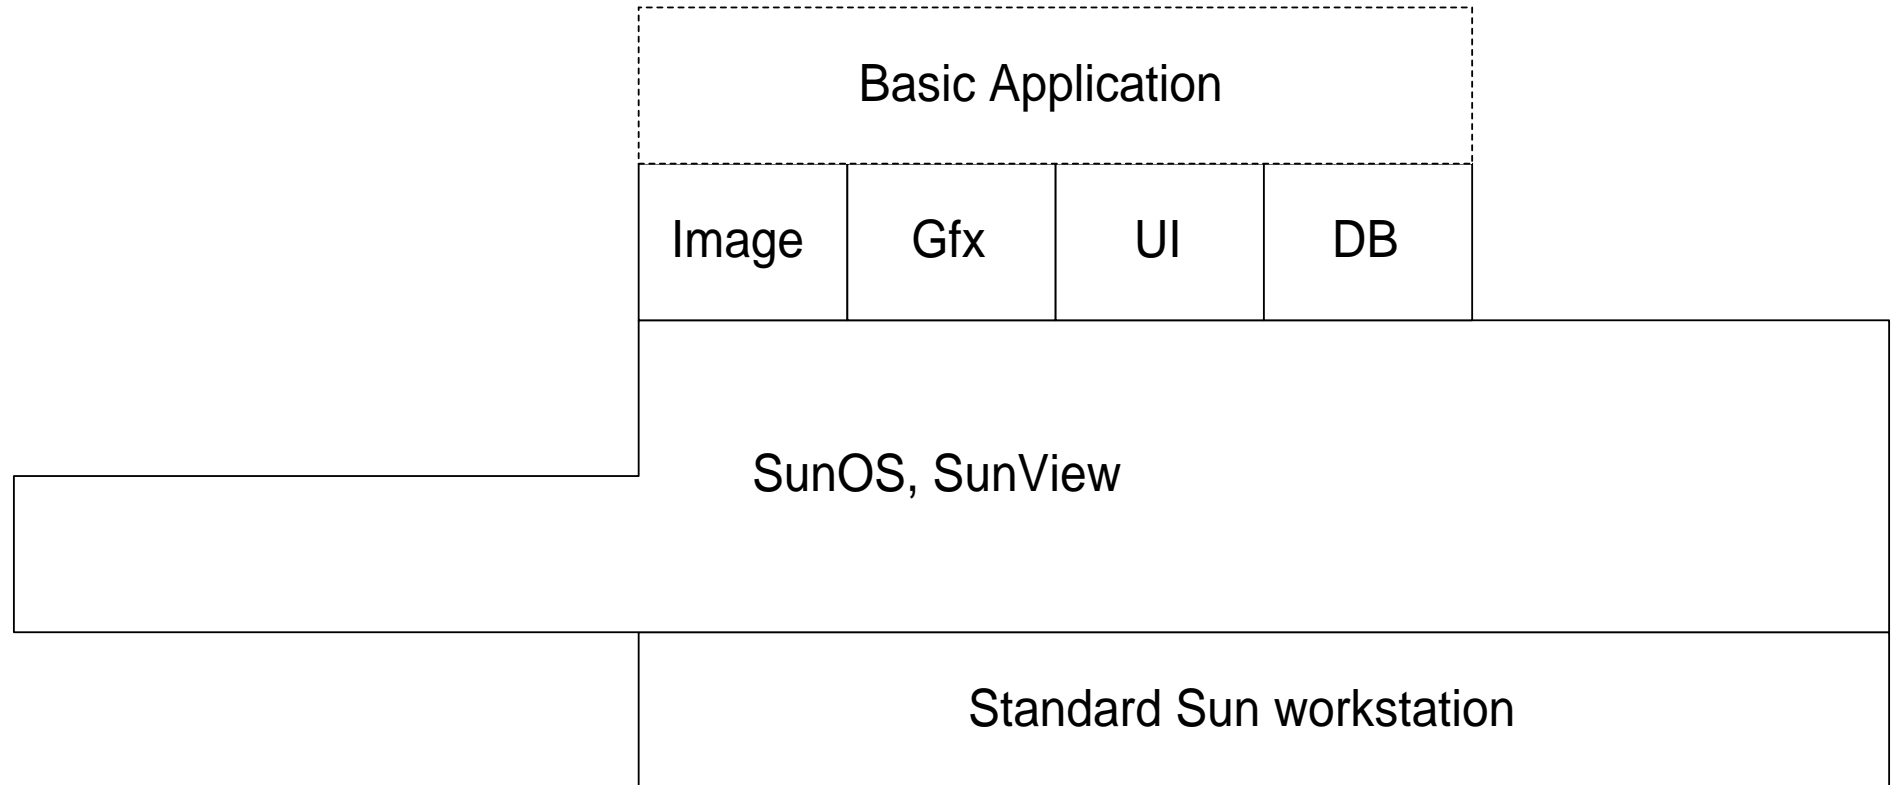 Basic Application
Image Gfx UI DB
SunOS, SunView
Standard Sun workstation